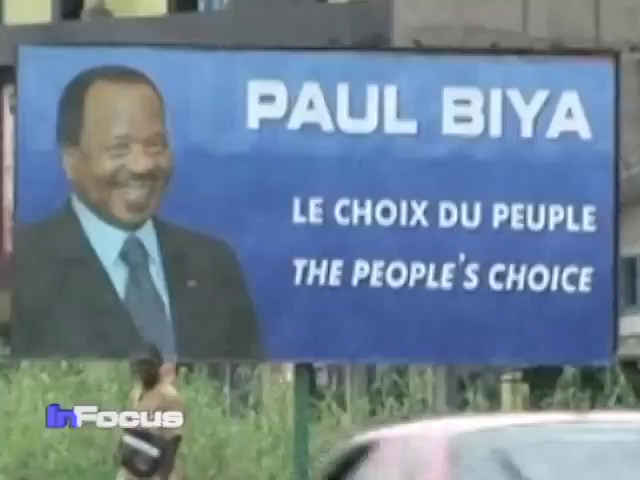 PAUL BIYA
LE CHOIX DU PEUPLE
THE PEOPLE'S CHOICE
InFocus